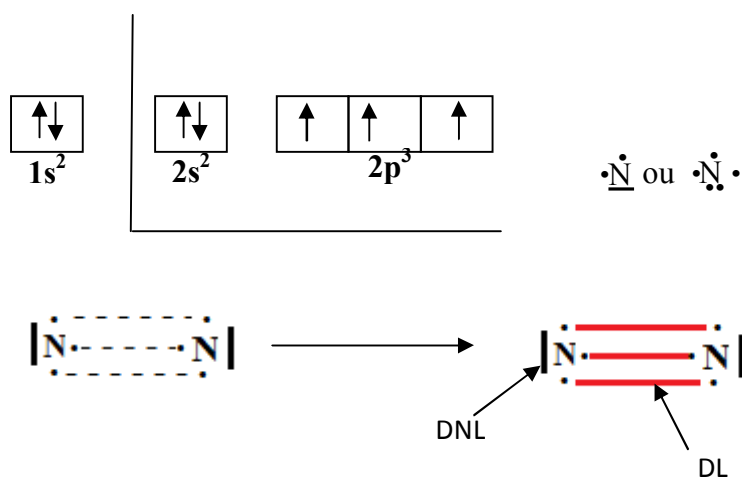 1s² 2s² 2p³
·N ou ·N·
|N· ·N| |N· ·N|
DNL
DL